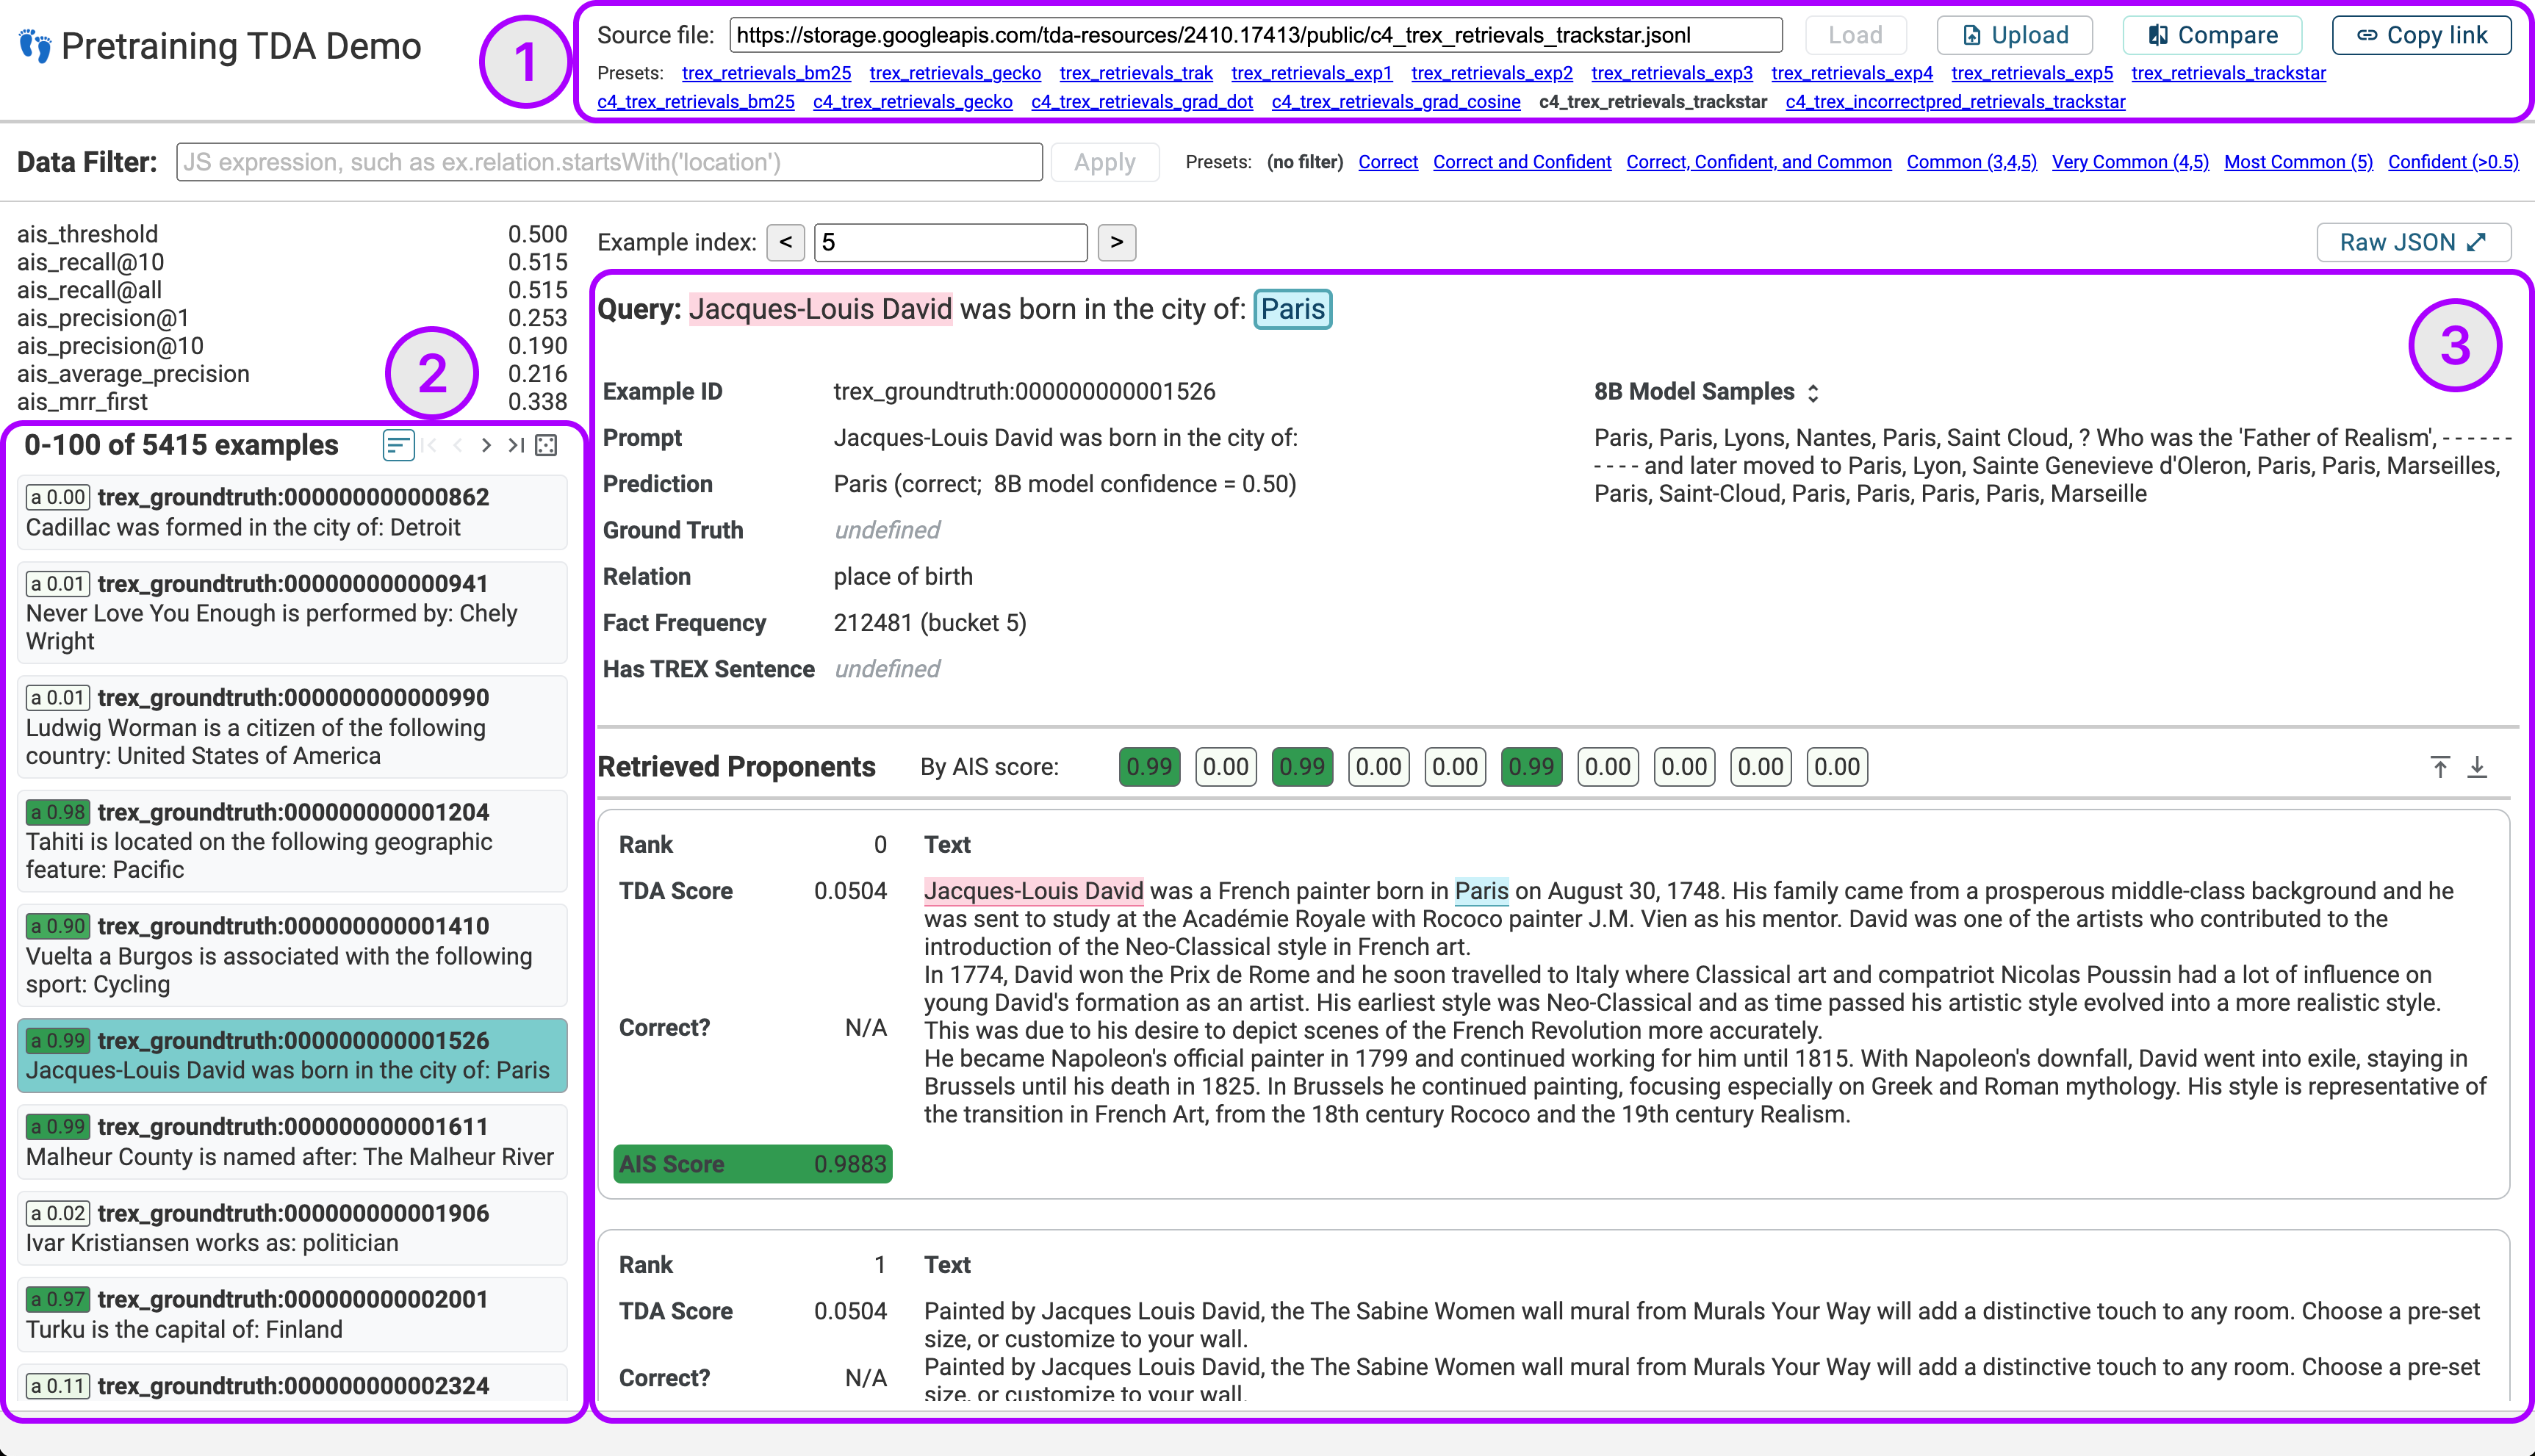 Pretraining TDA Demo
1
Source file: https://storage.googleapis.com/tda-resources/2410.17413/public/c4_trex_retrievals_trackstar.jsonl Load Upload Compare Copy link
Presets: trex_retrievals_bm25 trex_retrievals_gecko trex_retrievals_trak trex_retrievals_exp1 trex_retrievals_exp2 trex_retrievals_exp3 trex_retrievals_exp4 trex_retrievals_exp5 trex_retrievals_trackstar
c4_trex_retrievals_bm25 c4_trex_retrievals_gecko c4_trex_retrievals_grad_dot c4_trex_retrievals_grad_cosine c4_trex_retrievals_trackstar c4_trex_incorrectpred_retrievals_trackstar
Data Filter: JS expression, such as ex.relation.startsWith('location') Apply Presets: (no filter) Correct Correct and Confident Correct, Confident, and Common Common (3,4,5) Very Common (4,5) Most Common (5) Confident (>0.5)
ais_threshold 0.500
ais_recall@10 0.515
ais_recall@all 0.515
ais_precision@1 0.253
ais_precision@10 0.190
ais_average_precision 0.216
ais_mrr_first 0.338
2
0-100 of 5415 examples
a 0.00 trex_groundtruth:000000000000862
Cadillac was formed in the city of: Detroit
a 0.01 trex_groundtruth:000000000000941
Never Love You Enough is performed by: Chely
Wright
a 0.01 trex_groundtruth:000000000000990
Ludwig Worman is a citizen of the following
country: United States of America
a 0.98 trex_groundtruth:000000000001204
Tahiti is located on the following geographic
feature: Pacific
a 0.90 trex_groundtruth:000000000001410
Vuelta a Burgos is associated with the following
sport: Cycling
a 0.99 trex_groundtruth:000000000001526
Jacques-Louis David was born in the city of: Paris
a 0.99 trex_groundtruth:000000000001611
Malheur County is named after: The Malheur River
a 0.02 trex_groundtruth:000000000001906
Ivar Kristiansen works as: politician
a 0.97 trex_groundtruth:000000000002001
Turku is the capital of: Finland
a 0.11 trex_groundtruth:000000000002324
Example index: < 5 > Raw JSON
3
Query: Jacques-Louis David was born in the city of: Paris
Example ID trex_groundtruth:000000000001526
Prompt Jacques-Louis David was born in the city of:
Prediction Paris (correct; 8B model confidence = 0.50)
Ground Truth undefined
Relation place of birth
Fact Frequency 212481 (bucket 5)
Has TREX Sentence undefined
8B Model Samples
Paris, Paris, Lyons, Nantes, Paris, Saint Cloud, ? Who was the 'Father of Realism', - - - - - -
- - - - and later moved to Paris, Lyon, Sainte Genevieve d'Oleron, Paris, Paris, Marseilles,
Paris, Saint-Cloud, Paris, Paris, Paris, Paris, Marseille
Retrieved Proponents By AIS score: 0.99 0.00 0.99 0.00 0.00 0.99 0.00 0.00 0.00 0.00
Rank 0
TDA Score 0.0504
Correct? N/A
AIS Score 0.9883
Text
Jacques-Louis David was a French painter born in Paris on August 30, 1748. His family came from a prosperous middle-class background and he
was sent to study at the Académie Royale with Rococo painter J.M. Vien as his mentor. David was one of the artists who contributed to the
introduction of the Neo-Classical style in French art.
In 1774, David won the Prix de Rome and he soon travelled to Italy where Classical art and compatriot Nicolas Poussin had a lot of influence on
young David's formation as an artist. His earliest style was Neo-Classical and as time passed his artistic style evolved into a more realistic style.
This was due to his desire to depict scenes of the French Revolution more accurately.
He became Napoleon's official painter in 1799 and continued working for him until 1815. With Napoleon's downfall, David went into exile, staying in
Brussels until his death in 1825. In Brussels he continued painting, focusing especially on Greek and Roman mythology. His style is representative of
the transition in French Art, from the 18th century Rococo and the 19th century Realism.
Rank 1
TDA Score 0.0504
Correct? N/A
Text
Painted by Jacques Louis David, the The Sabine Women wall mural from Murals Your Way will add a distinctive touch to any room. Choose a pre-set
size, or customize to your wall.
Painted by Jacques Louis David, the The Sabine Women wall mural from Murals Your Way will add a distinctive touch to any room. Choose a pre-set
size, or customize to your wall.